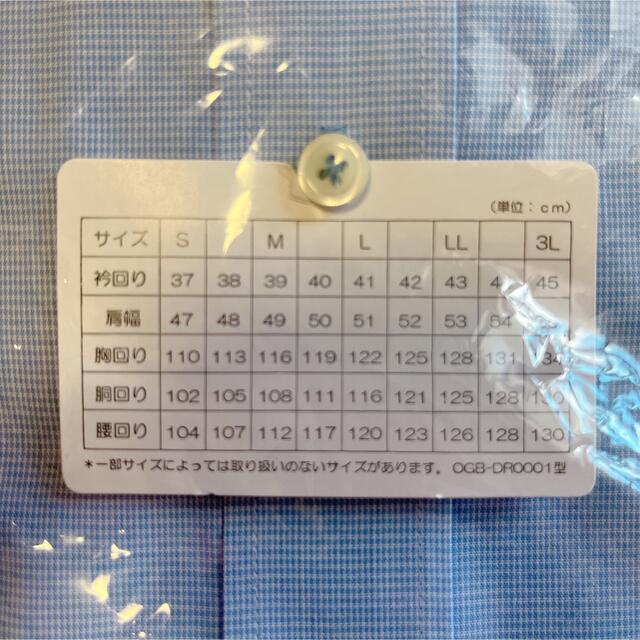 (単位：cm)
サイズ S M L LL 3L
衿回り 37 38 39 40 41 42 43 45
肩幅 47 48 49 50 51 52 53 54
胸回り 110 113 116 119 122 125 128 131
胴回り 102 105 108 111 116 121 125 128 130
腰回り 104 107 112 117 120 123 126 128 130
*一部サイズによっては取り扱いのないサイズがあります。OGB-DR0001型